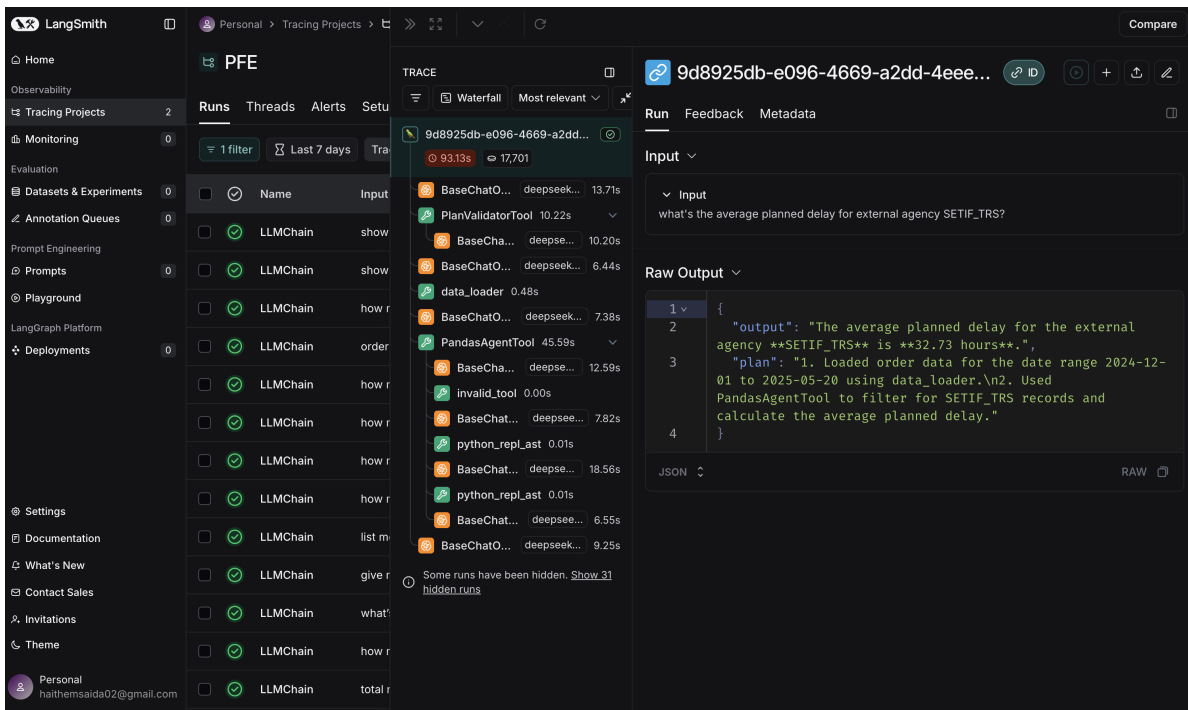 LangSmith
Home
Observability
Tracing Projects 2
Monitoring 0
Evaluation
Datasets & Experiments 0
Annotation Queues 0
Prompt Engineering
Prompts 0
Playground
LangGraph Platform
Deployments 0
Settings
Documentation
What's New
Contact Sales
Invitations
Theme
Personal
haithemsaida02@gmail.com
Personal > Tracing Projects >
PFE
Runs Threads Alerts Setu
1 filter Last 7 days Tra
Name Input
LLMChain show
LLMChain show
LLMChain how r
LLMChain order
LLMChain how r
LLMChain how r
LLMChain how r
LLMChain how r
LLMChain list m
LLMChain give r
LLMChain what'
LLMChain how r
LLMChain total r
Compare
TRACE
Waterfall Most relevant
9d8925db-e096-4669-a2dd...
93.13s 17,701
BaseChatO... deepseek... 13.71s
PlanValidatorTool 10.22s
BaseCha... deepse... 10.20s
BaseChatO... deepseek... 6.44s
data_loader 0.48s
BaseChatO... deepseek... 7.38s
PandasAgentTool 45.59s
BaseCha... deepse... 12.59s
invalid_tool 0.00s
BaseChat... deepsee... 7.82s
python_repl_ast 0.01s
BaseChat... deepse... 18.56s
python_repl_ast 0.01s
BaseChat... deepsee... 6.55s
BaseChatO... deepseek... 9.25s
Some runs have been hidden. Show 31
hidden runs
9d8925db-e096-4669-a2dd-4eee... ID
Run Feedback Metadata
Input
Input
what's the average planned delay for external agency SETIF_TRS?
Raw Output
1 {
2 "output": "The average planned delay for the external
agency **SETIF_TRS** is **32.73 hours**.",
3 "plan": "1. Loaded order data for the date range 2024-12-
01 to 2025-05-20 using data_loader.\n2. Used
PandasAgentTool to filter for SETIF_TRS records and
calculate the average planned delay."
4 }
JSON RAW